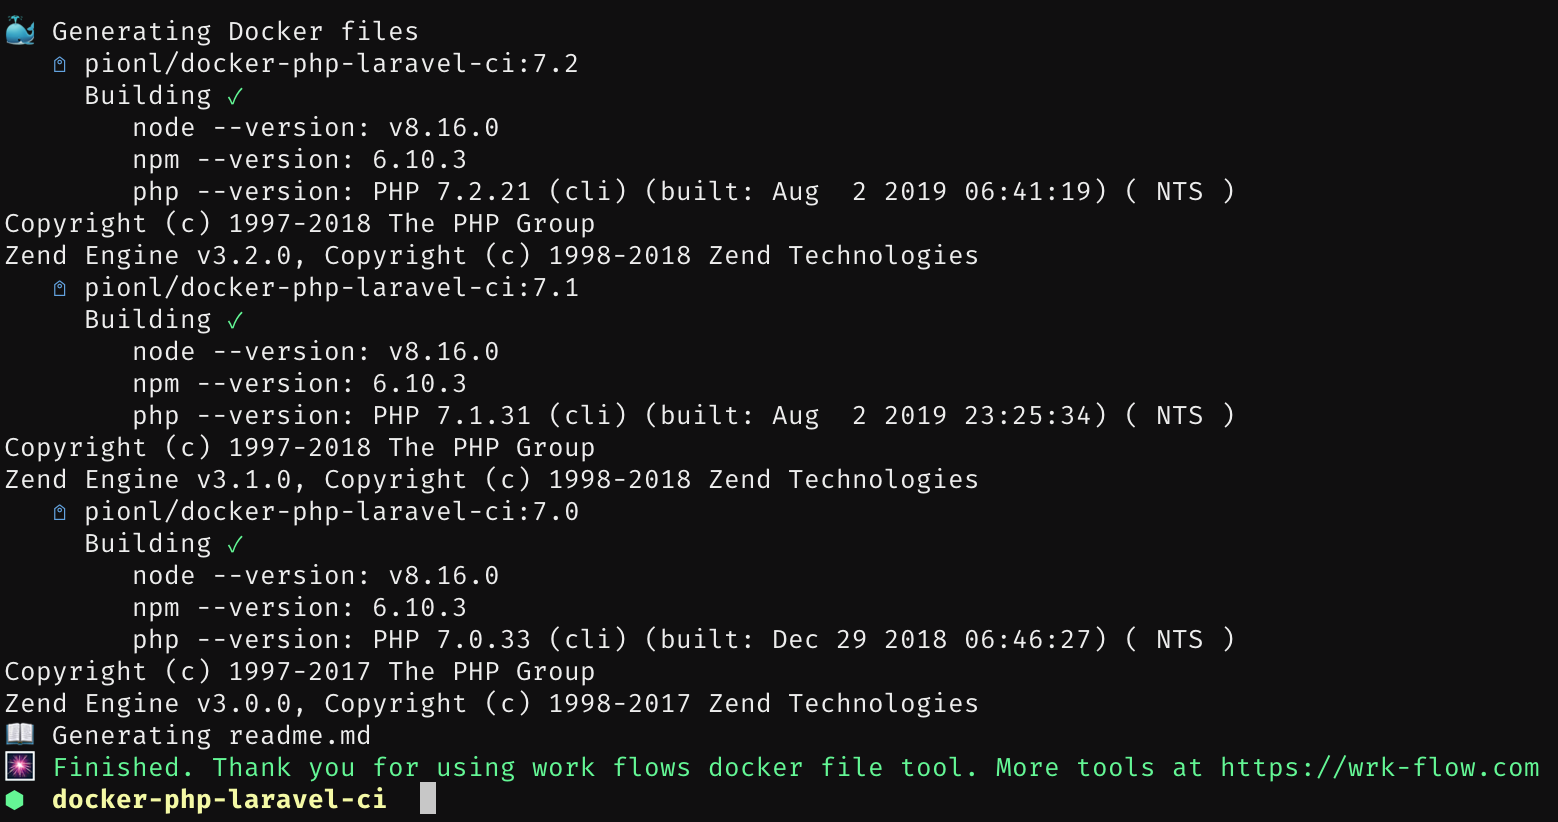 Generating Docker files
pionl/docker-php-laravel-ci:7.2
Building ✓
node --version: v8.16.0
npm --version: 6.10.3
php --version: PHP 7.2.21 (cli) (built: Aug  2 2019 06:41:19) ( NTS )
Copyright (c) 1997-2018 The PHP Group
Zend Engine v3.2.0, Copyright (c) 1998-2018 Zend Technologies
pionl/docker-php-laravel-ci:7.1
Building ✓
node --version: v8.16.0
npm --version: 6.10.3
php --version: PHP 7.1.31 (cli) (built: Aug  2 2019 23:25:34) ( NTS )
Copyright (c) 1997-2018 The PHP Group
Zend Engine v3.1.0, Copyright (c) 1998-2018 Zend Technologies
pionl/docker-php-laravel-ci:7.0
Building ✓
node --version: v8.16.0
npm --version: 6.10.3
php --version: PHP 7.0.33 (cli) (built: Dec 29 2018 06:46:27) ( NTS )
Copyright (c) 1997-2017 The PHP Group
Zend Engine v3.0.0, Copyright (c) 1998-2017 Zend Technologies
Generating readme.md
Finished. Thank you for using work flows docker file tool. More tools at https://wrk-flow.com
docker-php-laravel-ci